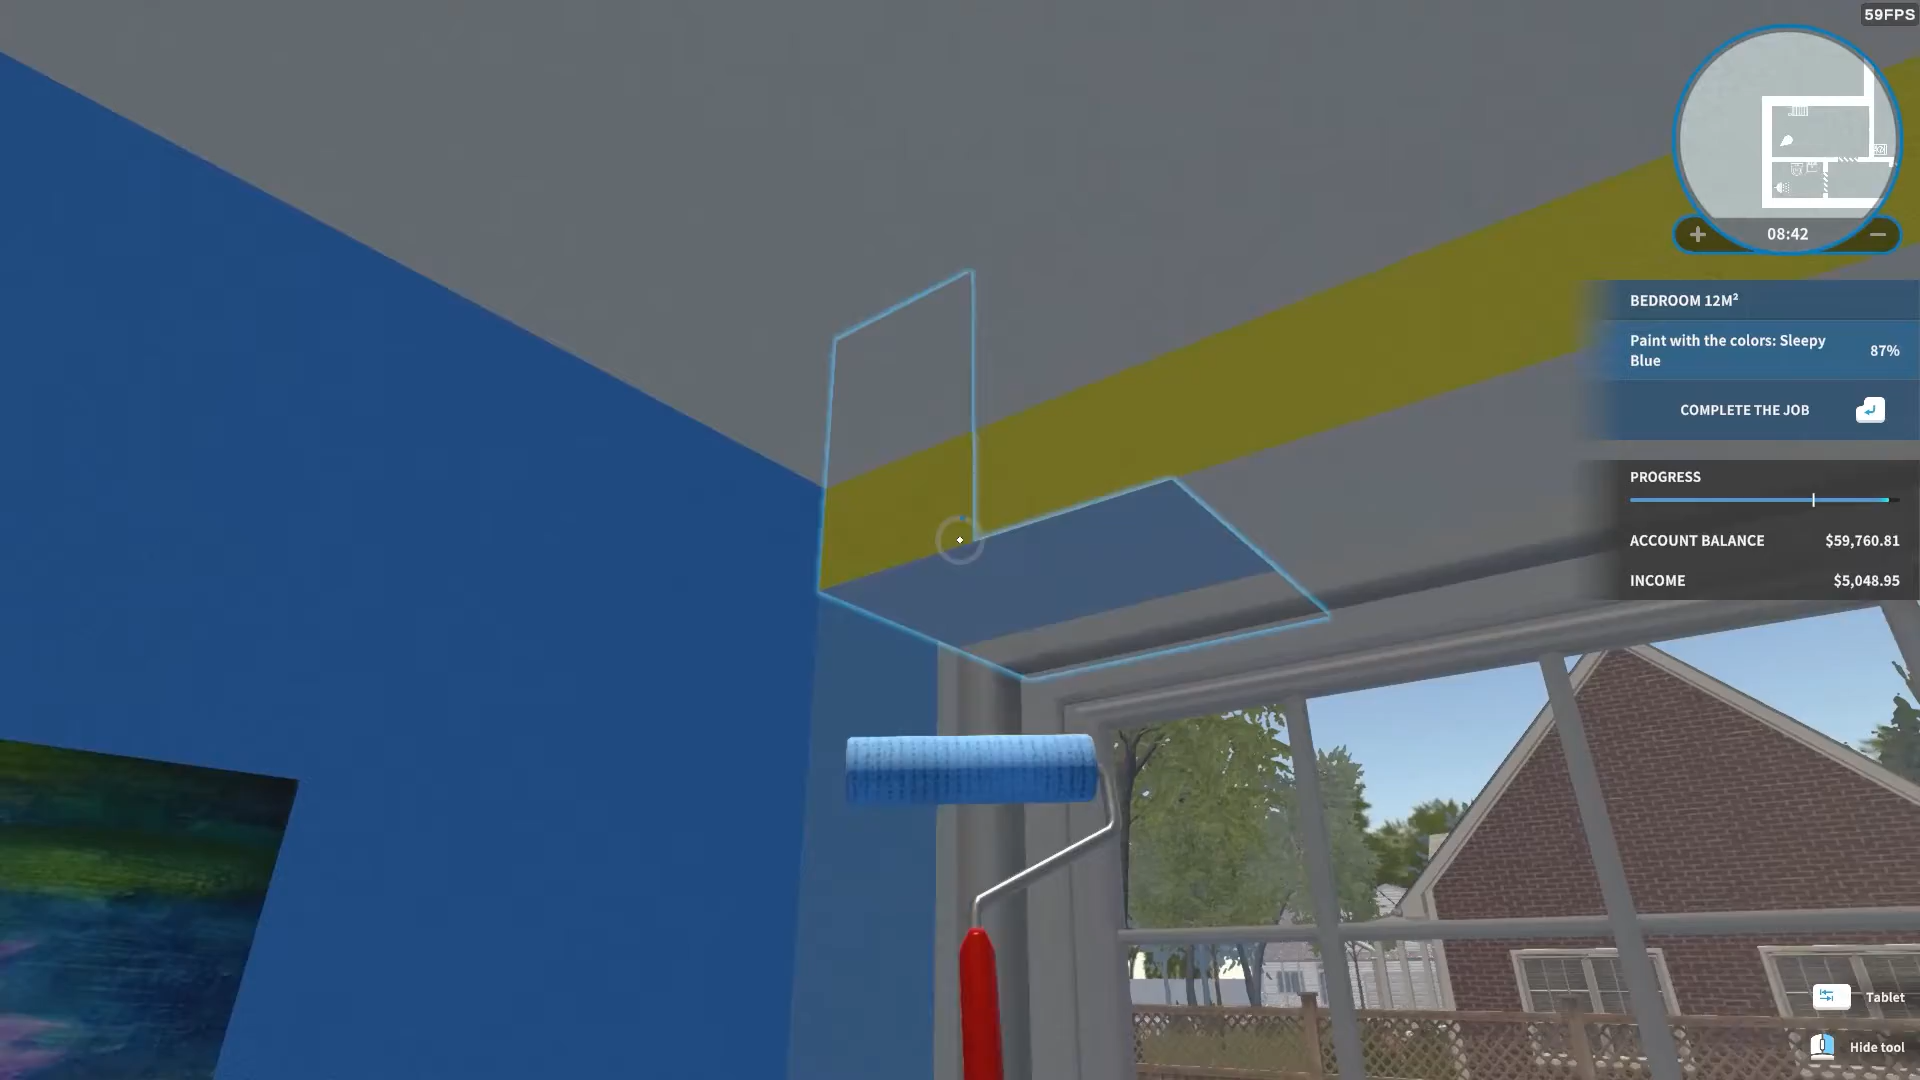 59FPS
08:42
BEDROOM 12M²
Paint with the colors: Sleepy
Blue
87%
COMPLETE THE JOB
PROGRESS
ACCOUNT BALANCE $59,760.81
INCOME $5,048.95
Tablet
Hide tool